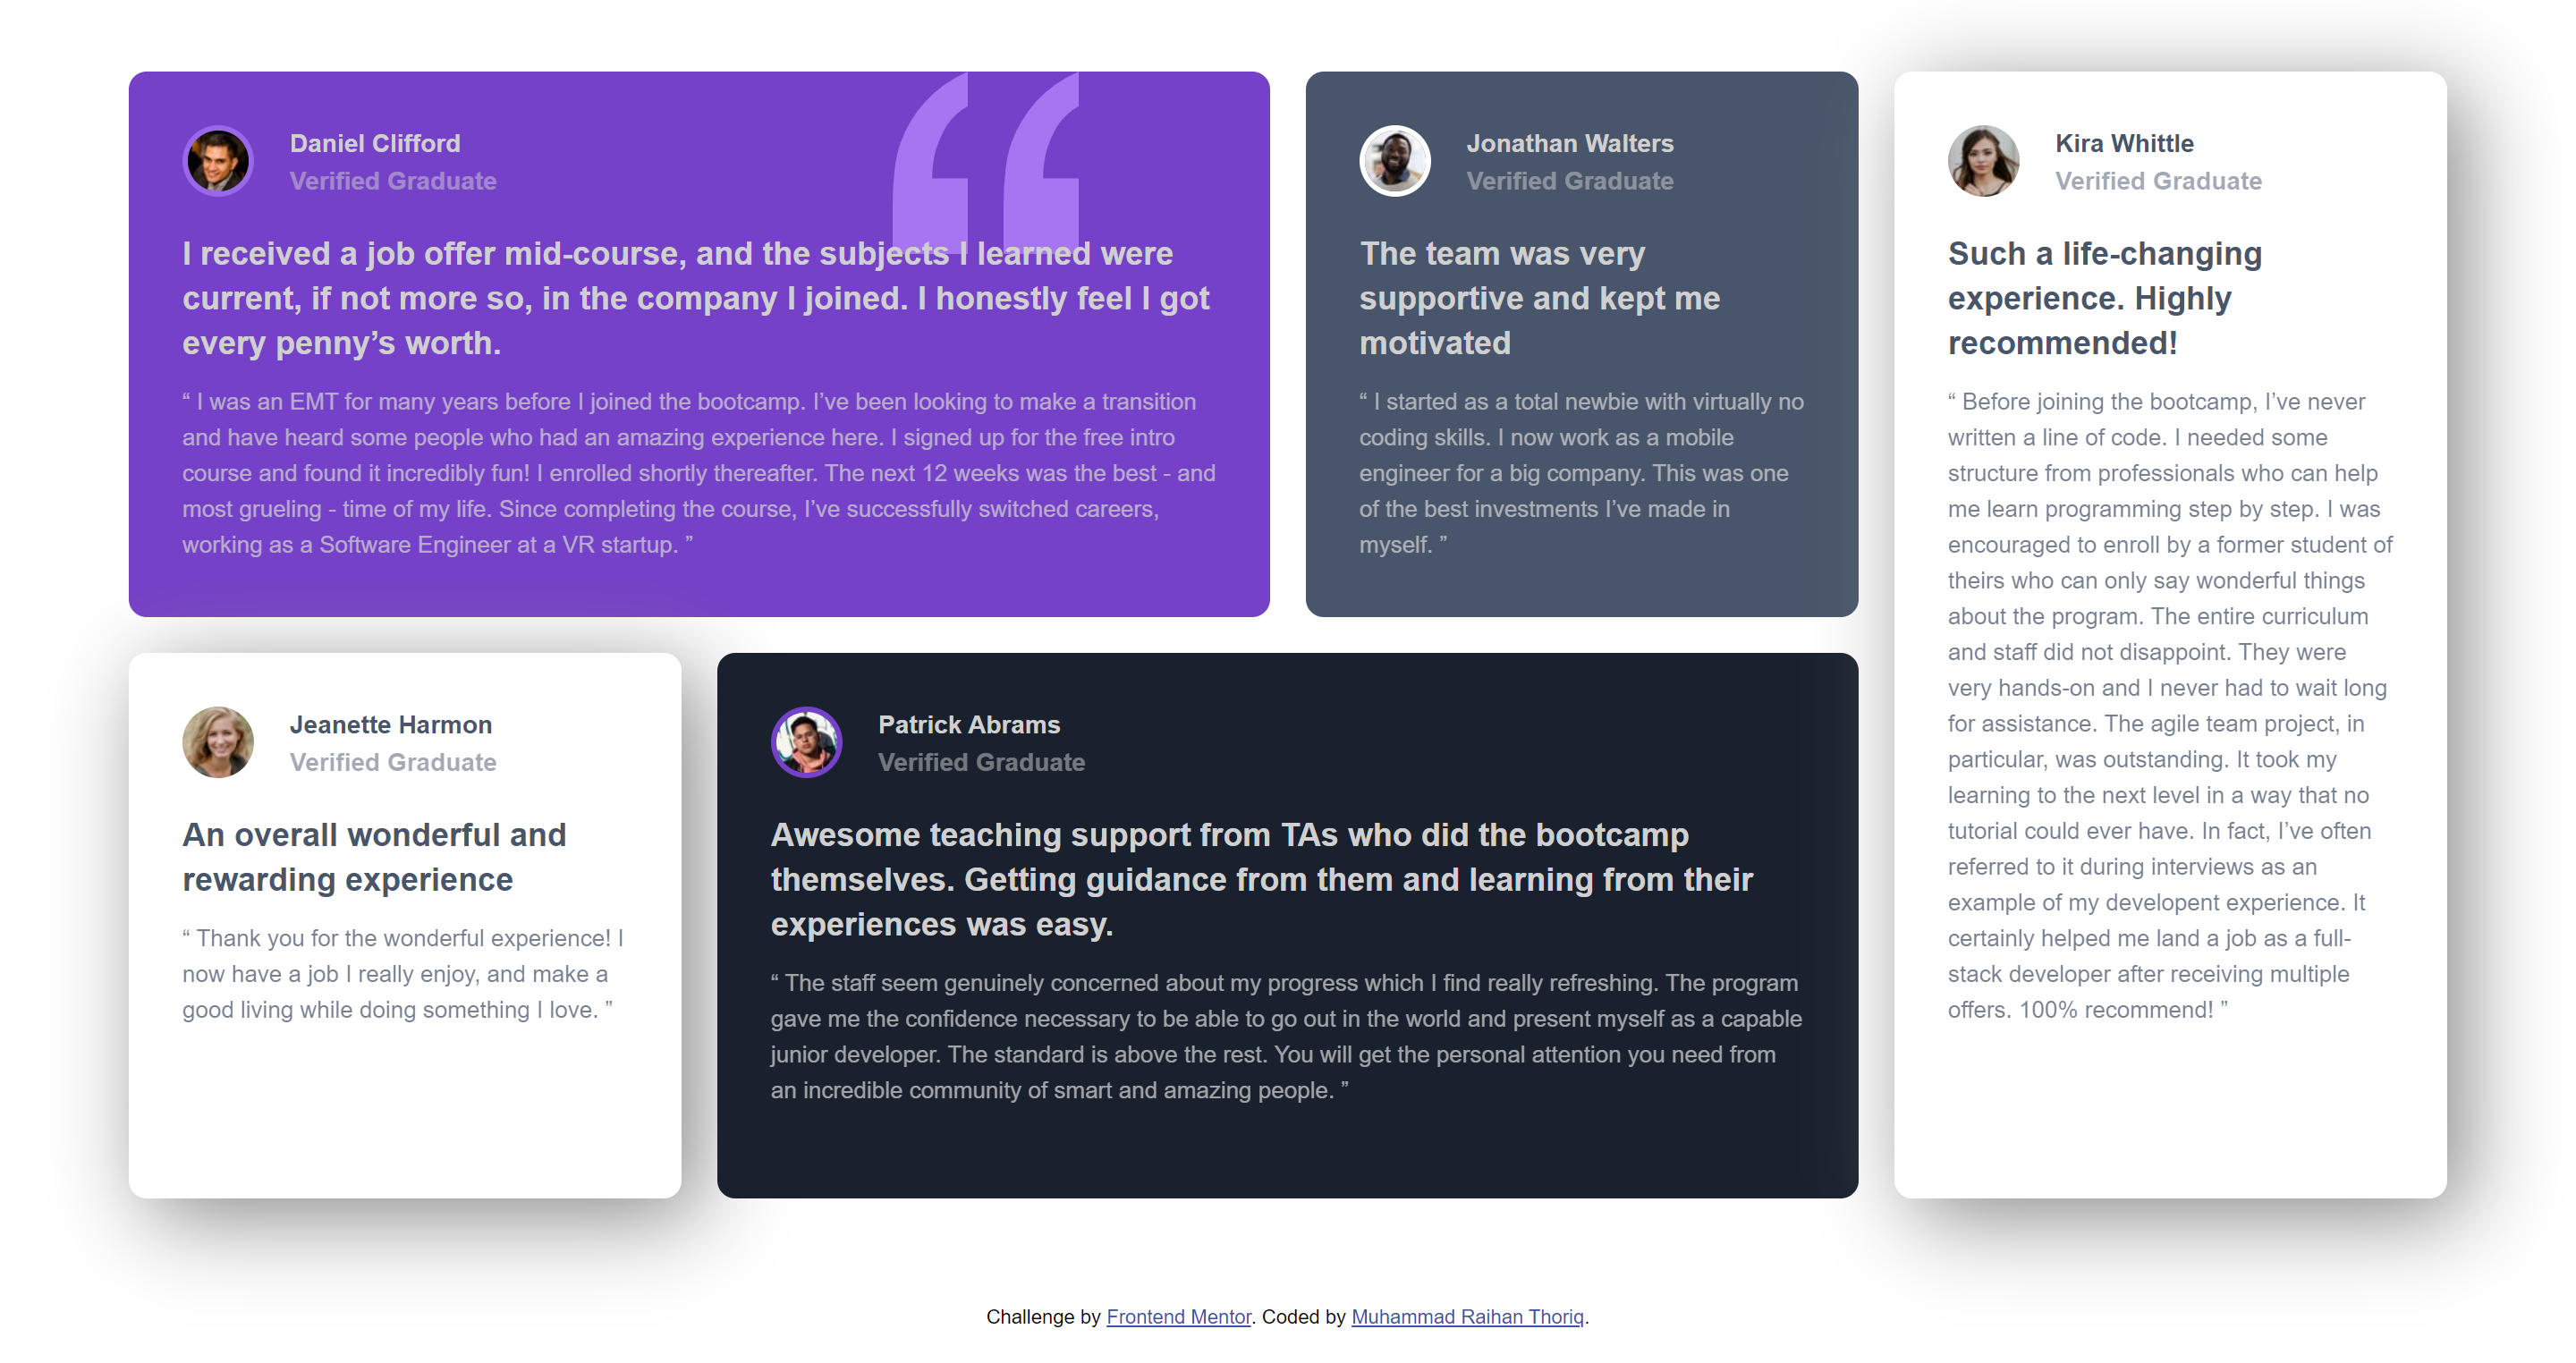 Daniel Clifford
Verified Graduate
I received a job offer mid-course, and the subjects I learned were
current, if not more so, in the company I joined. I honestly feel I got
every penny’s worth.
“ I was an EMT for many years before I joined the bootcamp. I’ve been looking to make a transition
and have heard some people who had an amazing experience here. I signed up for the free intro
course and found it incredibly fun! I enrolled shortly thereafter. The next 12 weeks was the best - and
most grueling - time of my life. Since completing the course, I’ve successfully switched careers,
working as a Software Engineer at a VR startup. ”
Jonathan Walters
Verified Graduate
The team was very
supportive and kept me
motivated
“ I started as a total newbie with virtually no
coding skills. I now work as a mobile
engineer for a big company. This was one
of the best investments I’ve made in
myself. ”
Kira Whittle
Verified Graduate
Such a life-changing
experience. Highly
recommended!
“ Before joining the bootcamp, I’ve never
written a line of code. I needed some
structure from professionals who can help
me learn programming step by step. I was
encouraged to enroll by a former student of
theirs who can only say wonderful things
about the program. The entire curriculum
and staff did not disappoint. They were
very hands-on and I never had to wait long
for assistance. The agile team project, in
particular, was outstanding. It took my
learning to the next level in a way that no
tutorial could ever have. In fact, I’ve often
referred to it during interviews as an
example of my developent experience. It
certainly helped me land a job as a full-
stack developer after receiving multiple
offers. 100% recommend! ”
Jeanette Harmon
Verified Graduate
An overall wonderful and
rewarding experience
“ Thank you for the wonderful experience! I
now have a job I really enjoy, and make a
good living while doing something I love. ”
Patrick Abrams
Verified Graduate
Awesome teaching support from TAs who did the bootcamp
themselves. Getting guidance from them and learning from their
experiences was easy.
“ The staff seem genuinely concerned about my progress which I find really refreshing. The program
gave me the confidence necessary to be able to go out in the world and present myself as a capable
junior developer. The standard is above the rest. You will get the personal attention you need from
an incredible community of smart and amazing people. ”
Challenge by Frontend Mentor. Coded by Muhammad Raihan Thoriq.